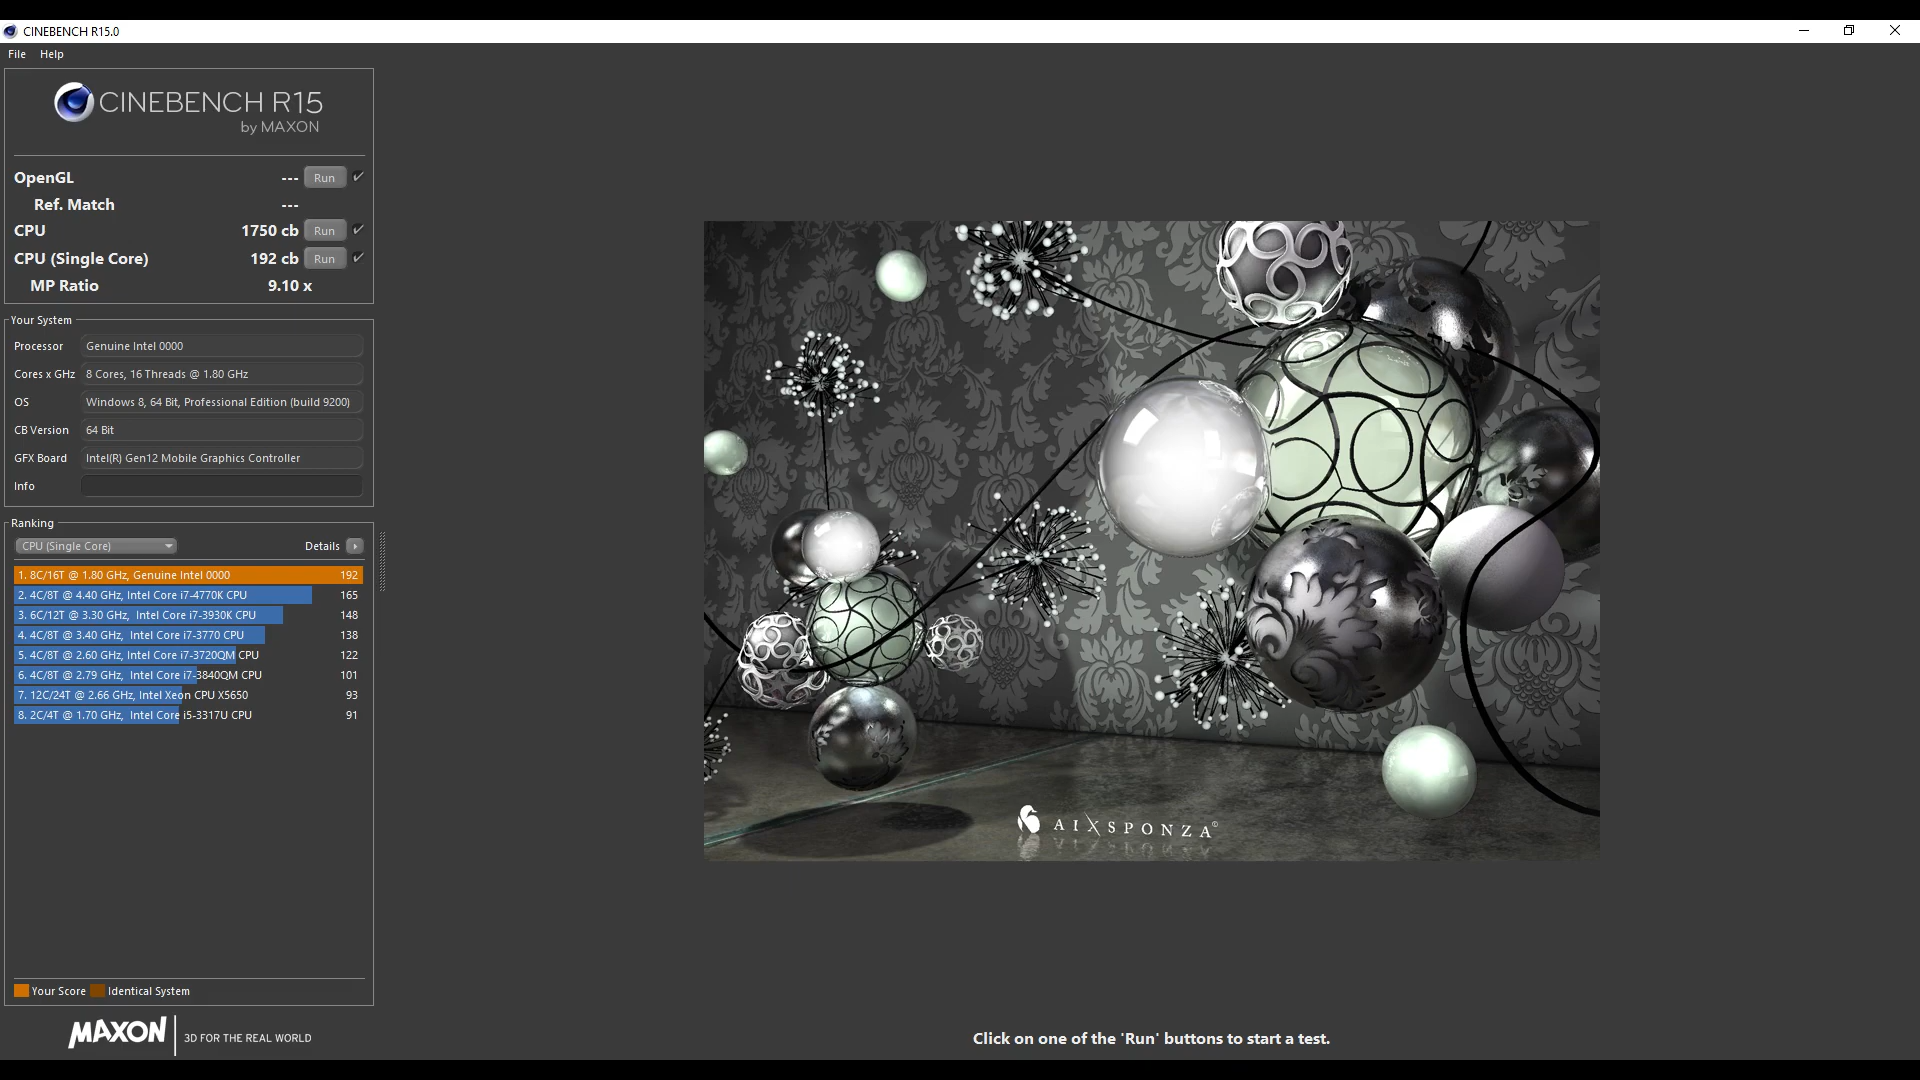 CINEBENCH R15.0
File Help
CINEBENCH R15
by MAXON
OpenGL --- Run
Ref. Match ---
CPU 1750 cb Run
CPU (Single Core) 192 cb Run
MP Ratio 9.10 x
Your System
Processor Genuine Intel 0000
Cores x GHz 8 Cores, 16 Threads @ 1.80 GHz
OS Windows 8, 64 Bit, Professional Edition (build 9200)
CB Version 64 Bit
GFX Board Intel(R) Gen12 Mobile Graphics Controller
Info
Ranking
CPU (Single Core) Details
1. 8C/16T @ 1.80 GHz, Genuine Intel 0000 192
2. 4C/8T @ 4.40 GHz, Intel Core i7-4770K CPU 165
3. 6C/12T @ 3.30 GHz, Intel Core i7-3930K CPU 148
4. 4C/8T @ 3.40 GHz, Intel Core i7-3770 CPU 138
5. 4C/8T @ 2.60 GHz, Intel Core i7-3720QM CPU 122
6. 4C/8T @ 2.79 GHz, Intel Core i7-3840QM CPU 101
7. 12C/24T @ 2.66 GHz, Intel Xeon CPU X5650 93
8. 2C/4T @ 1.70 GHz, Intel Core i5-3317U CPU 91
Your Score Identical System
MAXON 3D FOR THE REAL WORLD
AIXSPONZA©
Click on one of the 'Run' buttons to start a test.